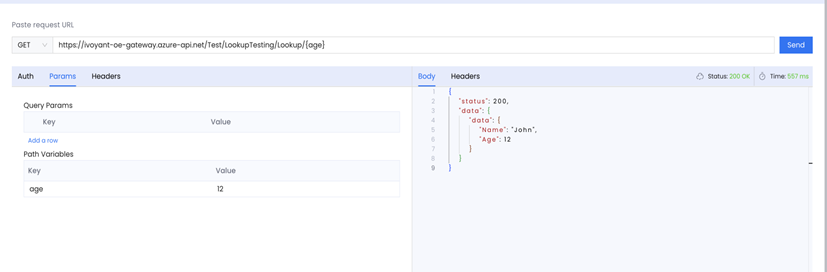 Paste request URL
GET https://ivoyant-oe-gateway.azure-api.net/Test/LookupTesting/Lookup/{age} Send
Auth Params Headers
Query Params
Key Value
Add a row
Path Variables
Key Value
age 12
Body Headers Status: 200 OK Time: 557 ms
1 {
2 "status": 200,
3 "data": {
4 "data": {
5 "Name": "John",
6 "Age": 12
7 }
8 }
9 }